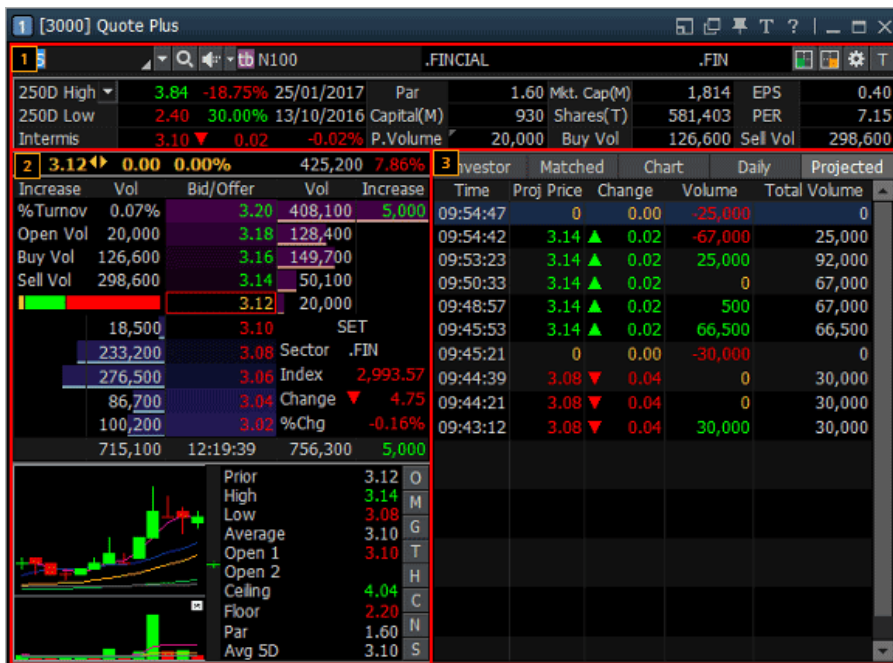 1 [3000] Quote Plus T ?
1 S tb N100 .FINCIAL .FIN T
250D High 3.84 -18.75% 25/01/2017 Par 1.60 Mkt. Cap(M) 1,814 EPS 0.40
250D Low 2.40 30.00% 13/10/2016 Capital(M) 930 Shares(T) 581,403 PER 7.15
Intermis 3.10 ▼ 0.02 -0.02% P.Volume 20,000 Buy Vol 126,600 Sell Vol 298,600
2 3.12 0.00 0.00% 425,200 7.86%
Increase Vol Bid/Offer Vol Increase
%Turnov 0.07% 3.20 408,100 5,000
Open Vol 20,000 3.18 128,400
Buy Vol 126,600 3.16 149,700
Sell Vol 298,600 3.14 50,100
3.12 20,000
18,500 3.10 SET
233,200 3.08 Sector .FIN
276,500 3.06 Index 2,993.57
86,700 3.04 Change ▼ 4.75
100,200 3.02 %Chg -0.16%
715,100 12:19:39 756,300 5,000
Prior 3.12 O
High 3.14 M
Low 3.08
Average 3.10 G
Open 1 3.10 T
Open 2 H
Ceiling 4.04 C
Floor 2.20
Par 1.60 N
Avg 5D 3.10 S
3 nvestor Matched Chart Daily Projected
Time Proj Price Change Volume Total Volume
09:54:47 0 0.00 -25,000 0
09:54:42 3.14 ▲ 0.02 -67,000 25,000
09:53:23 3.14 ▲ 0.02 25,000 92,000
09:50:33 3.14 ▲ 0.02 0 67,000
09:48:57 3.14 ▲ 0.02 500 67,000
09:45:53 3.14 ▲ 0.02 66,500 66,500
09:45:21 0 0.00 -30,000 0
09:44:39 3.08 ▼ 0.04 0 30,000
09:44:21 3.08 ▼ 0.04 0 30,000
09:43:12 3.08 ▼ 0.04 30,000 30,000